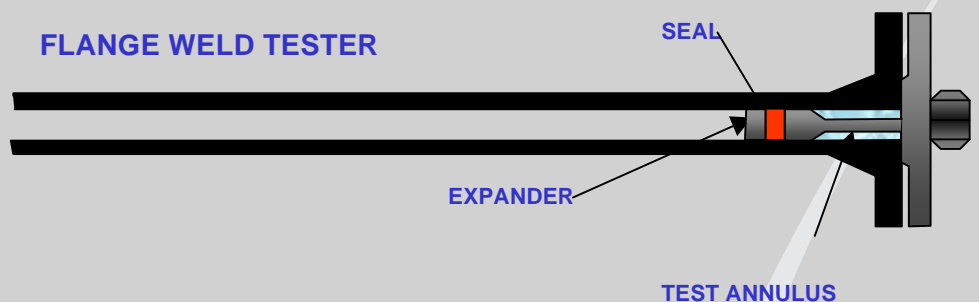 FLANGE WELD TESTER
SEAL
EXPANDER
TEST ANNULUS